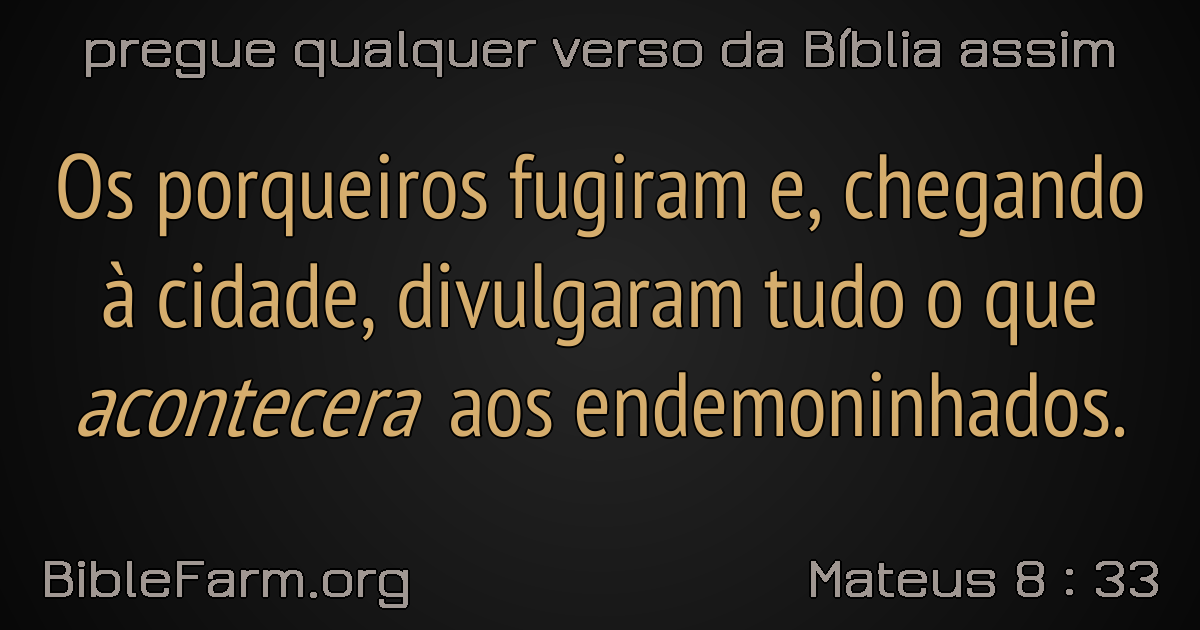 pregue qualquer verso da Bíblia assim
Os porqueiros fugiram e, chegando
à cidade, divulgaram tudo o que
acontecera aos endemoninhados.
BibleFarm.org
Mateus 8 : 33